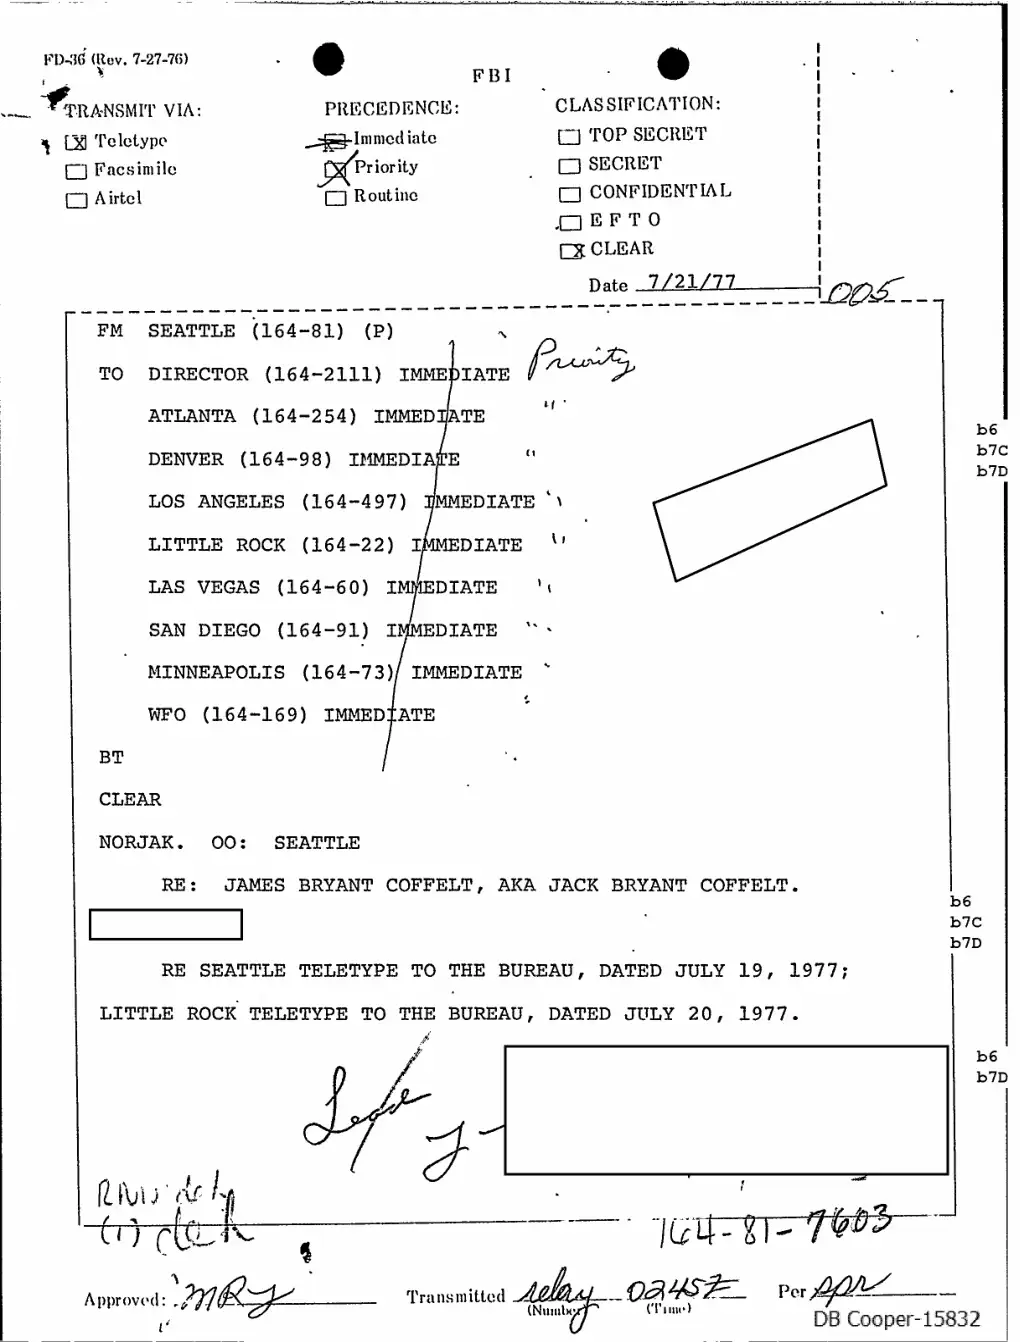 FD-36 (Rev. 7-27-76)
FBI
TRANSMIT VIA:
☒ Teletype
☐ Facsimile
☐ Airtel
PRECEDENCE:
☒ Immediate
☒ Priority
☐ Routine
CLASSIFICATION:
☐ TOP SECRET
☐ SECRET
☐ CONFIDENTIAL
☐ E F T O
☒ CLEAR
Date 7/21/77
005
FM SEATTLE (164-81) (P)
TO DIRECTOR (164-2111) IMMEDIATE Priority
ATLANTA (164-254) IMMEDIATE "
DENVER (164-98) IMMEDIATE "
LOS ANGELES (164-497) IMMEDIATE "
LITTLE ROCK (164-22) IMMEDIATE "
LAS VEGAS (164-60) IMMEDIATE "
SAN DIEGO (164-91) IMMEDIATE "
MINNEAPOLIS (164-73) IMMEDIATE "
WFO (164-169) IMMEDIATE "
b6
b7C
b7D
BT
CLEAR
NORJAK. OO: SEATTLE
RE: JAMES BRYANT COFFELT, AKA JACK BRYANT COFFELT.
b6
b7C
b7D
RE SEATTLE TELETYPE TO THE BUREAU, DATED JULY 19, 1977;
LITTLE ROCK TELETYPE TO THE BUREAU, DATED JULY 20, 1977.
b6
b7D
Lead
(1)
164-81-7603
Approved: MRY Transmitted relay 0245Z Per
(Number) (Time)
DB Cooper-15832